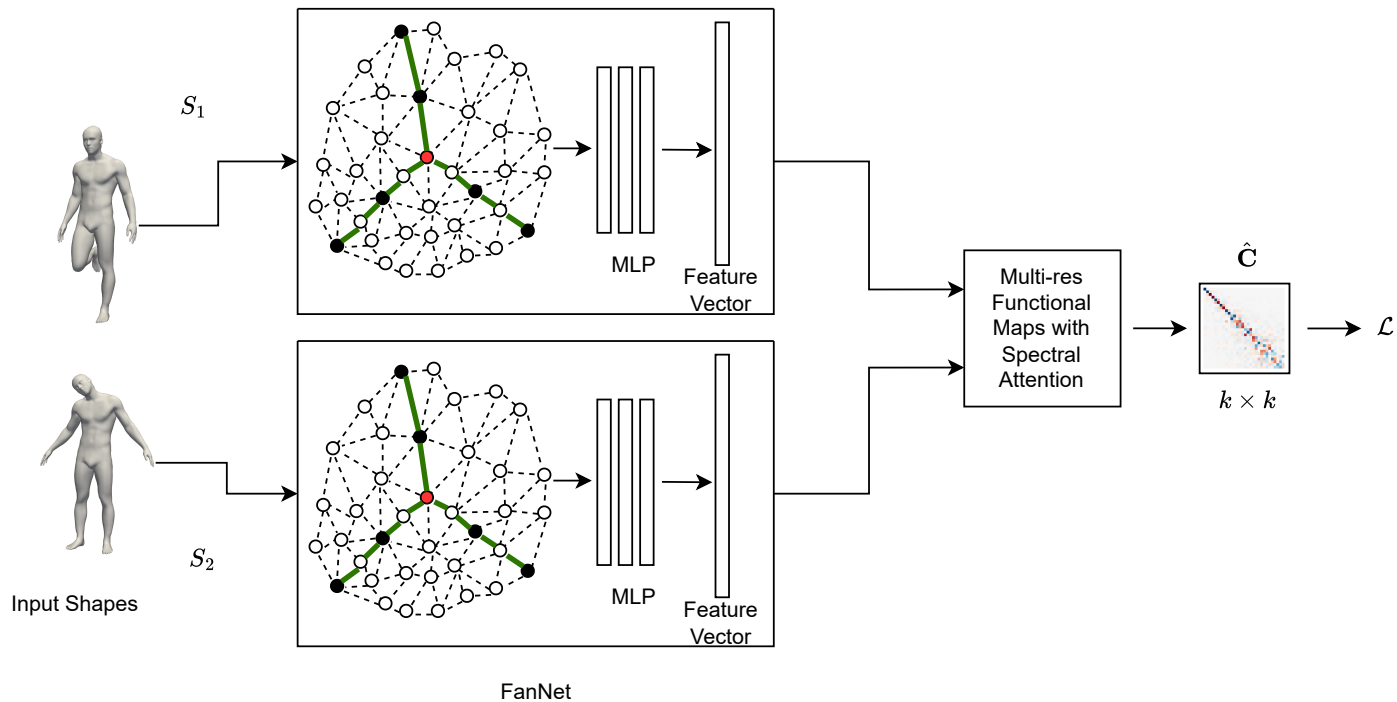 S₁
MLP
Feature
Vector
Multi-res
Functional
Maps with
Spectral
Attention
Ĉ
ℒ
k × k
S₂
MLP
Feature
Vector
Input Shapes
FanNet